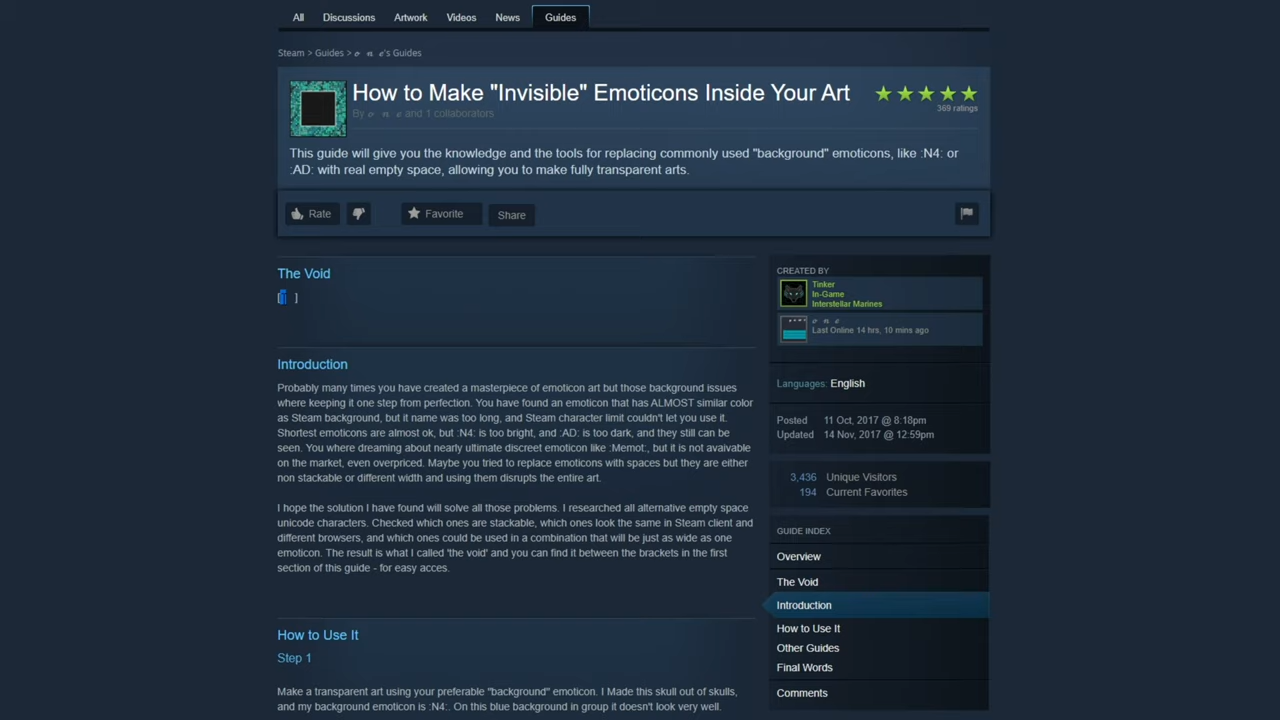 All Discussions Artwork Videos News Guides
Steam > Guides > o n e's Guides
How to Make "Invisible" Emoticons Inside Your Art
369 ratings
By o n e and 1 collaborators
This guide will give you the knowledge and the tools for replacing commonly used "background" emoticons, like :N4: or
:AD: with real empty space, allowing you to make fully transparent arts.
Rate Favorite Share
The Void
[ ]
Introduction
Probably many times you have created a masterpiece of emoticon art but those background issues
where keeping it one step from perfection. You have found an emoticon that has ALMOST similar color
as Steam background, but it name was too long, and Steam character limit couldn't let you use it.
Shortest emoticons are almost ok, but :N4: is too bright, and :AD: is too dark, and they still can be
seen. You where dreaming about nearly ultimate discreet emoticon like :Memot:, but it is not avaivable
on the market, even overpriced. Maybe you tried to replace emoticons with spaces but they are either
non stackable or different width and using them disrupts the entire art.
I hope the solution I have found will solve all those problems. I researched all alternative empty space
unicode characters. Checked which ones are stackable, which ones look the same in Steam client and
different browsers, and which ones could be used in a combination that will be just as wide as one
emoticon. The result is what I called 'the void' and you can find it between the brackets in the first
section of this guide - for easy acces.
How to Use It
Step 1
Make a transparent art using your preferable "background" emoticon. I Made this skull out of skulls,
and my background emoticon is :N4:. On this blue background in group it doesn't look very well.
CREATED BY
Tinker
In-Game
Interstellar Marines
o n e
Last Online 14 hrs, 10 mins ago
Languages: English
Posted 11 Oct, 2017 @ 8:18pm
Updated 14 Nov, 2017 @ 12:59pm
3,436 Unique Visitors
194 Current Favorites
GUIDE INDEX
Overview
The Void
Introduction
How to Use It
Other Guides
Final Words
Comments